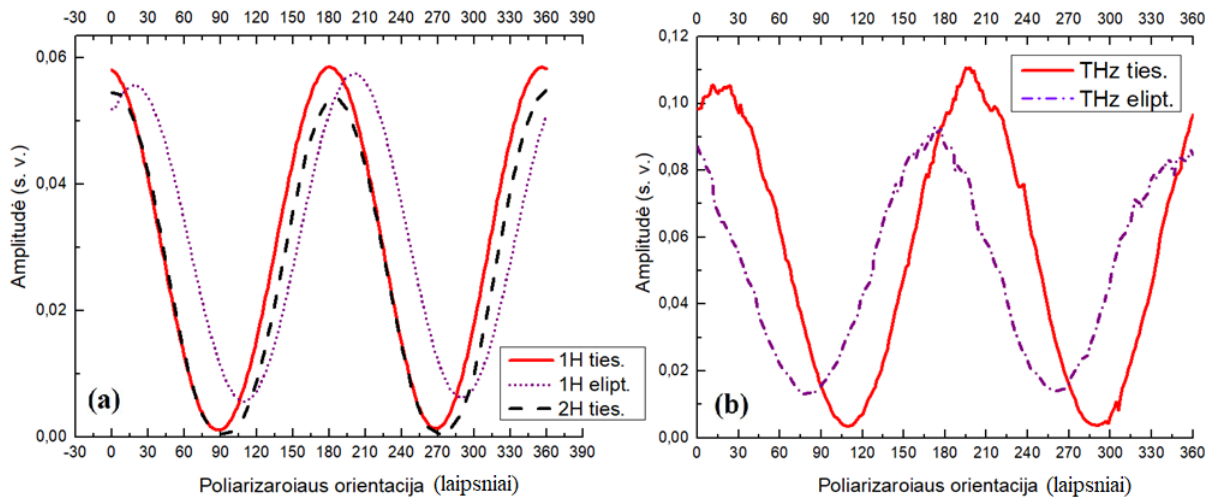 0 30 60 90 120 150 180 210 240 270 300 330 360 390
0,06
0,04
0,02
0,00
Amplitudė (s. v.)
1H ties.
1H elipt.
2H ties.
(a)
-30 0 30 60 90 120 150 180 210 240 270 300 330 360 390
Poliarizaroiaus orientacija (laipsniai)
0 30 60 90 120 150 180 210 240 270 300 330 360
0,12
0,10
0,08
0,06
0,04
0,02
0,00
Amplitudė (s. v.)
THz ties.
THz elipt.
(b)
0 30 60 90 120 150 180 210 240 270 300 330 360
Poliarizaroiaus orientacija (laipsniai)